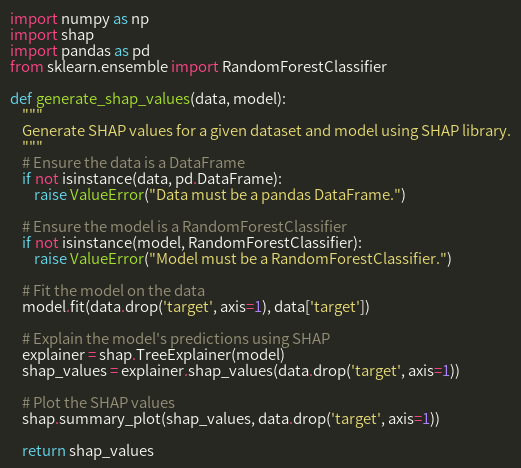 import numpy as np
import shap
import pandas as pd
from sklearn.ensemble import RandomForestClassifier
def generate_shap_values(data, model):
"""
Generate SHAP values for a given dataset and model using SHAP library.
"""
# Ensure the data is a DataFrame
if not isinstance(data, pd.DataFrame):
raise ValueError("Data must be a pandas DataFrame.")
# Ensure the model is a RandomForestClassifier
if not isinstance(model, RandomForestClassifier):
raise ValueError("Model must be a RandomForestClassifier.")
# Fit the model on the data
model.fit(data.drop('target', axis=1), data['target'])
# Explain the model's predictions using SHAP
explainer = shap.TreeExplainer(model)
shap_values = explainer.shap_values(data.drop('target', axis=1))
# Plot the SHAP values
shap.summary_plot(shap_values, data.drop('target', axis=1))
return shap_values